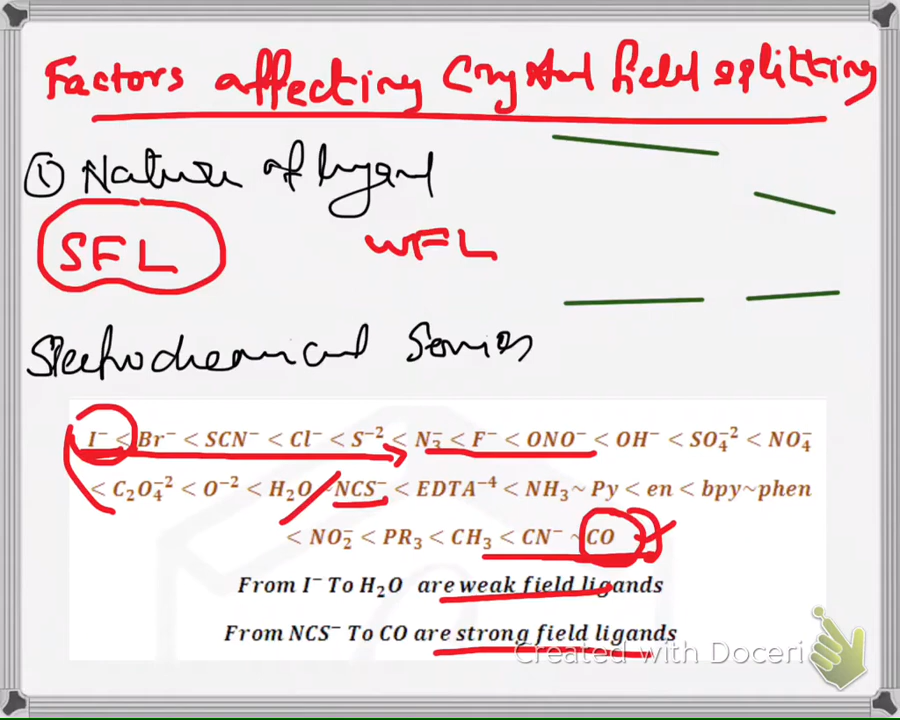 Factors affecting Crystal field splitting
① Nature of ligand
SFL WFL
Spectrochemical Series
I⁻ < Br⁻ < SCN⁻ < Cl⁻ < S⁻² < N₃⁻ < F⁻ < ONO⁻ < OH⁻ < SO₄⁻² < NO₄⁻
< C₂O₄⁻² < O⁻² < H₂O NCS⁻ < EDTA⁻⁴ < NH₃~ Py < en < bpy~phen
< NO₂⁻ < PR₃ < CH₃ < CN⁻ ~ CO
From I⁻ To H₂O are weak field ligands
From NCS⁻ To CO are strong field ligands
Created with Doceri